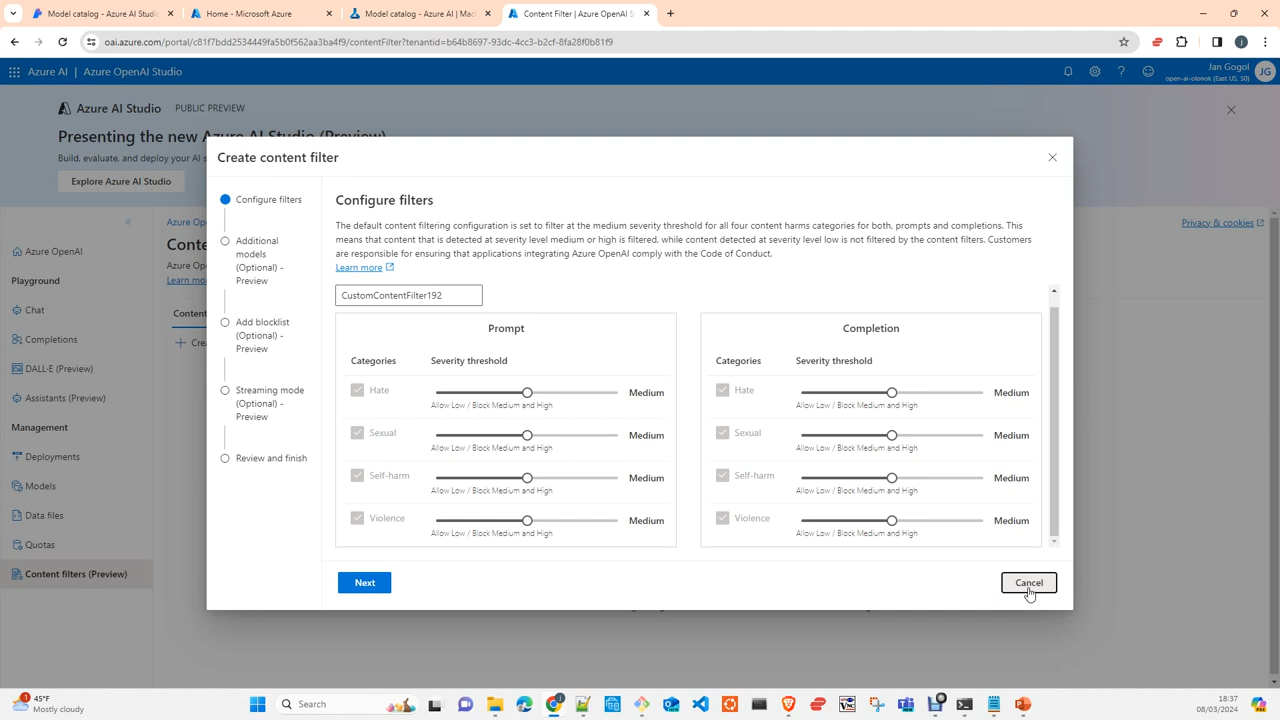 Model catalog - Azure AI Studio
Home - Microsoft Azure
Model catalog - Azure AI | Mac
Content Filter | Azure OpenAI S
oai.azure.com/portal/c81f7bdd2534449fa5b0f562aa3ba4f9/contentFilter?tenantid=b64b8697-93dc-4cc3-b2cf-8fa28f0b81f9
Azure AI | Azure OpenAI Studio
Jan Gogol
open-ai-olonok (East US, S0)
JG
Azure AI Studio PUBLIC PREVIEW
Presenting the new Azure AI Studio (Preview)
Build, evaluate, and deploy your AI s
Explore Azure AI Studio
Privacy & cookies
Azure OpenAI
Playground
Chat
Completions
DALL-E (Preview)
Assistants (Preview)
Management
Deployments
Models
Data files
Quotas
Content filters (Preview)
Azure Op
Conte
Azure Ope
Learn more
Custom
Crea
Create content filter
Configure filters
Additional
models
(Optional) -
Preview
Add blocklist
(Optional) -
Preview
Streaming mode
(Optional) -
Preview
Review and finish
Configure filters
The default content filtering configuration is set to filter at the medium severity threshold for all four content harms categories for both, prompts and completions. This
means that content that is detected at severity level medium or high is filtered, while content detected at severity level low is not filtered by the content filters. Customers
are responsible for ensuring that applications integrating Azure OpenAI comply with the Code of Conduct.
Learn more
CustomContentFilter192
Prompt
Categories Severity threshold
Hate Medium
Allow Low / Block Medium and High
Sexual Medium
Allow Low / Block Medium and High
Self-harm Medium
Allow Low / Block Medium and High
Violence Medium
Allow Low / Block Medium and High
Completion
Categories Severity threshold
Hate Medium
Allow Low / Block Medium and High
Sexual Medium
Allow Low / Block Medium and High
Self-harm Medium
Allow Low / Block Medium and High
Violence Medium
Allow Low / Block Medium and High
Next
Cancel
1
45°F
Mostly cloudy
Search
18:37
08/03/2024